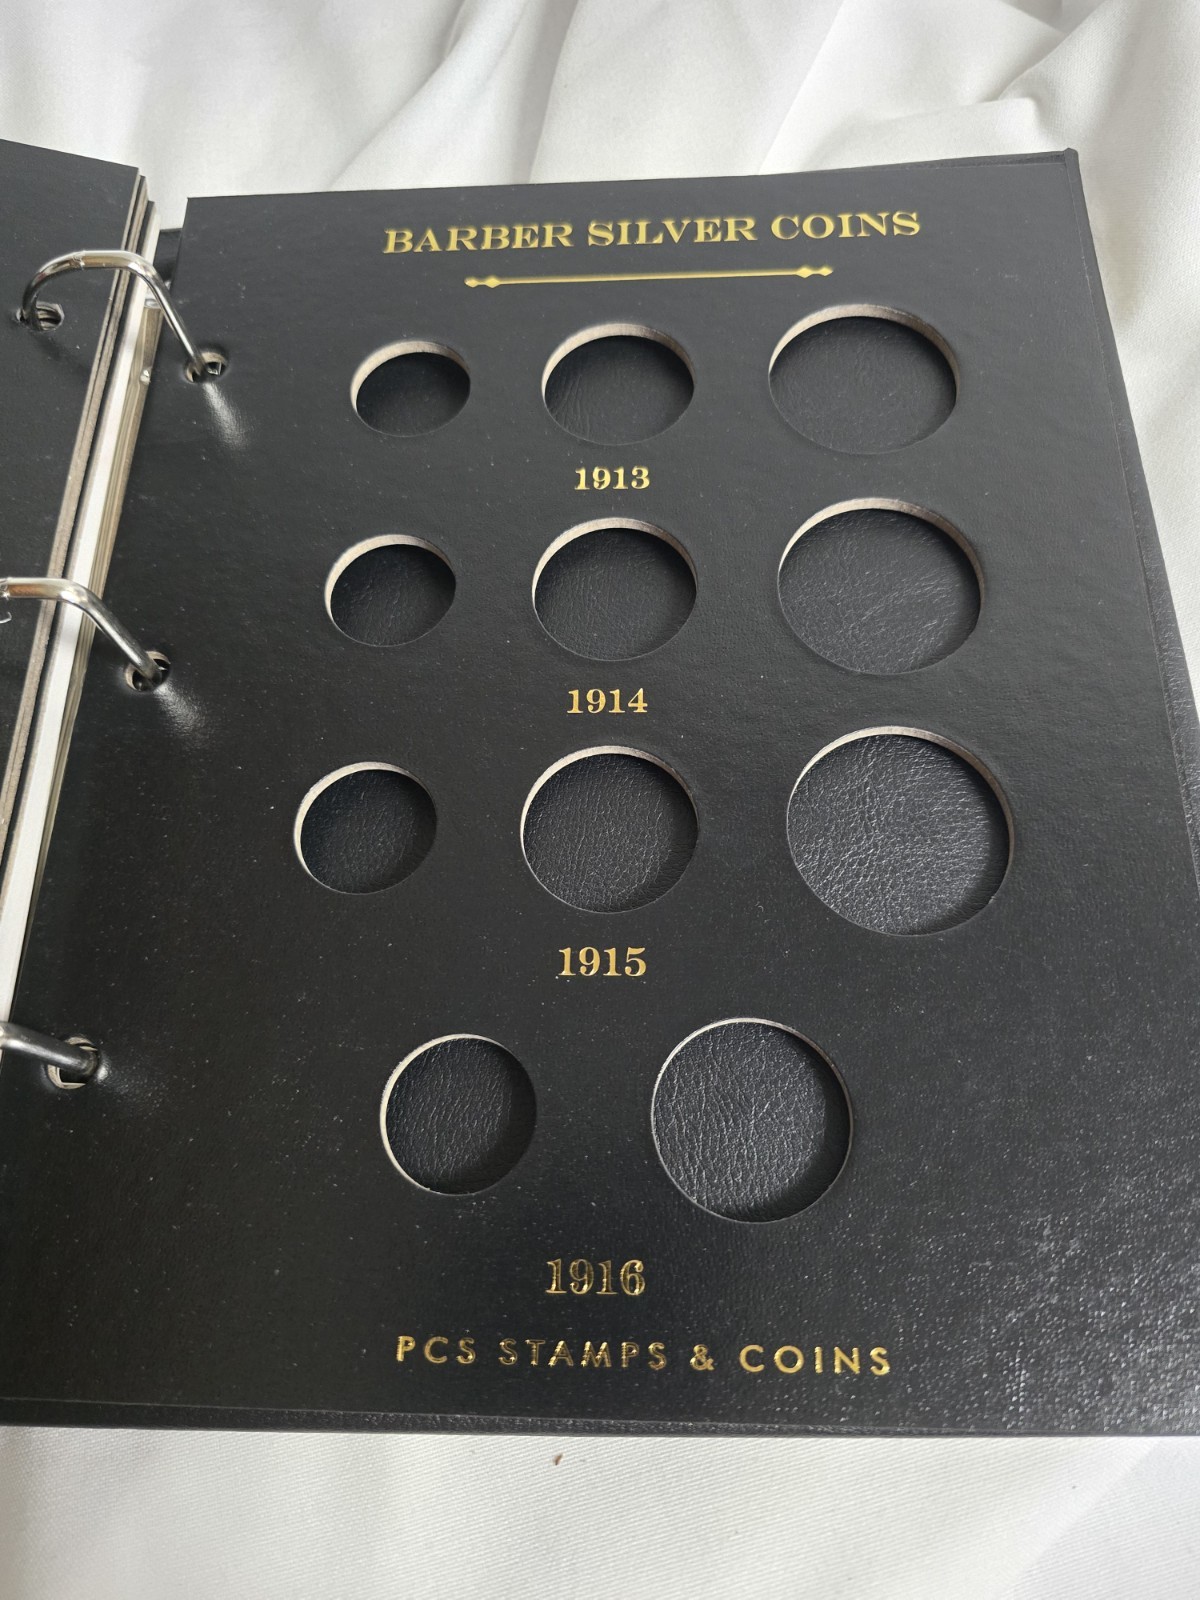 BARBER SILVER COINS
1913
1914
1915
1916
PCS STAMPS & COINS